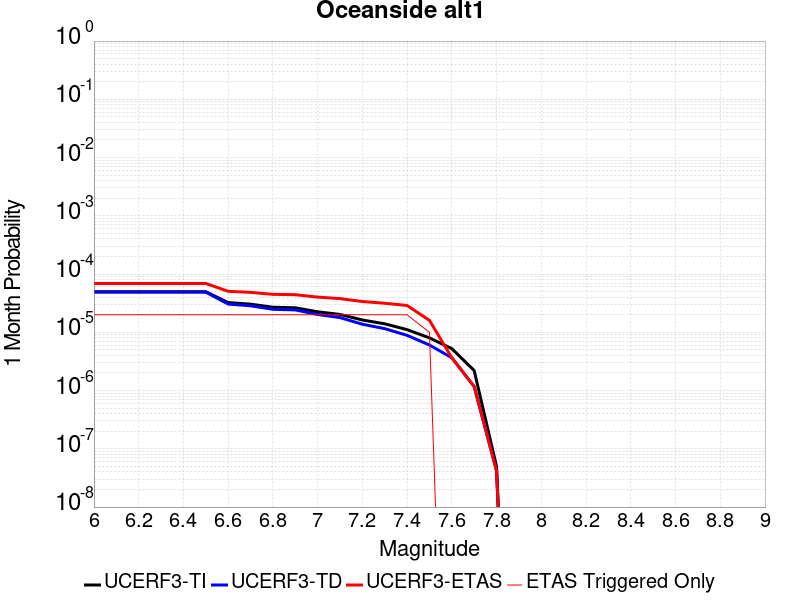 Oceanside alt1
10^0
10^-1
10^-2
10^-3
10^-4
10^-5
10^-6
10^-7
10^-8
1 Month Probability
6 6.2 6.4 6.6 6.8 7 7.2 7.4 7.6 7.8 8 8.2 8.4 8.6 8.8 9
Magnitude
UCERF3-TI UCERF3-TD UCERF3-ETAS ETAS Triggered Only